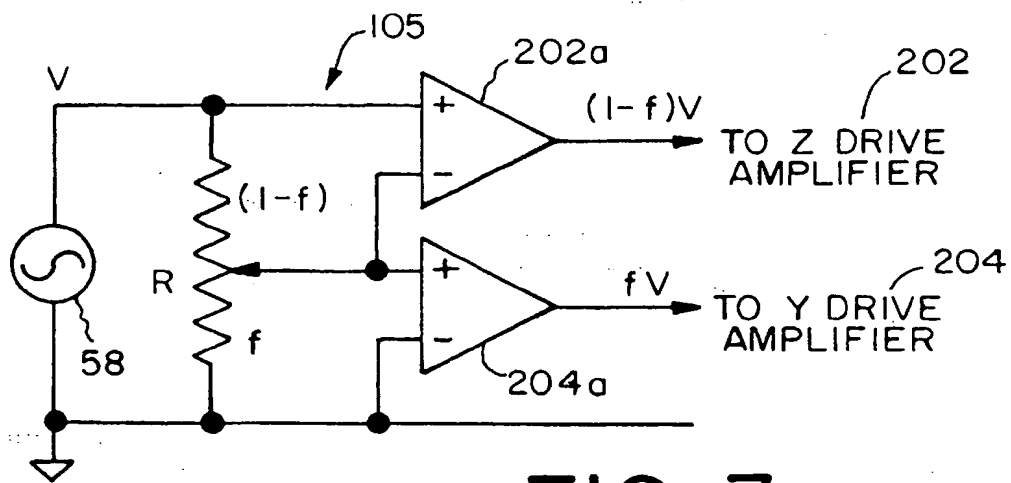 105
202a
202
V
+
(1-f)V
TO Z DRIVE
AMPLIFIER
-
(1-f)
+
R
204
fV
TO Y DRIVE
AMPLIFIER
f
-
58
204a